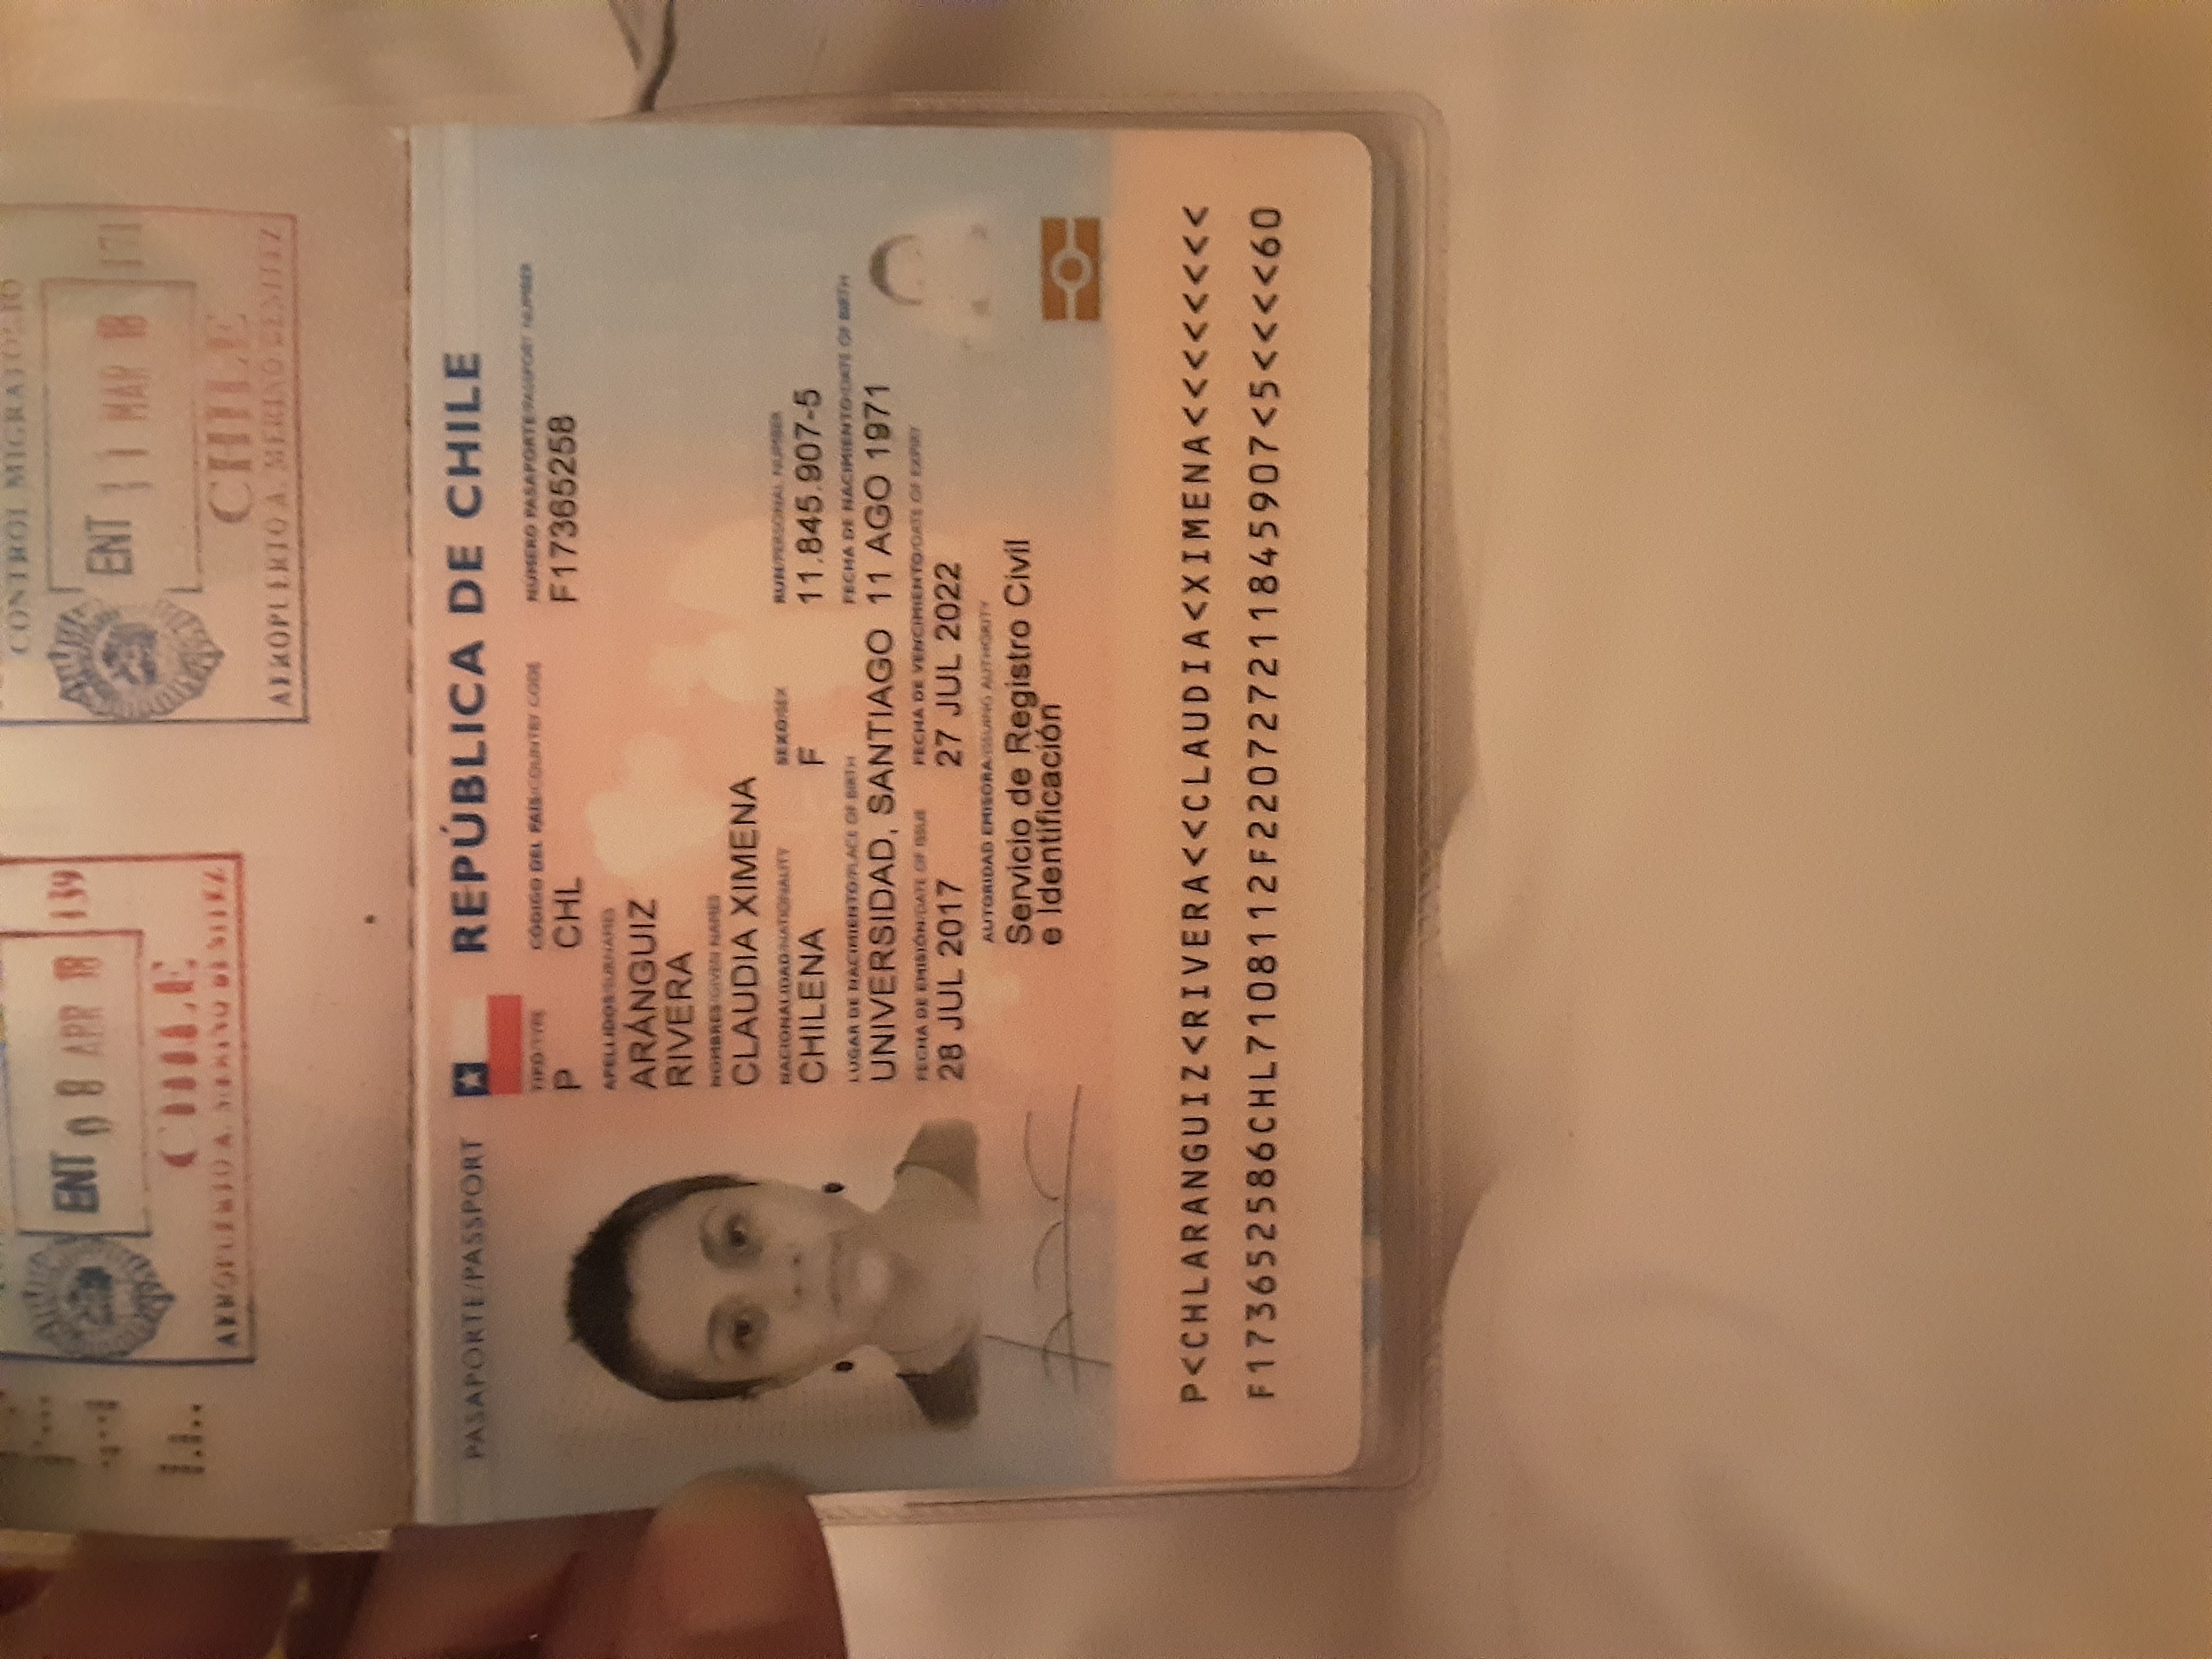 CONTROL MIGRATORIO
ENT 08 APR 18 139
CHILE
AEROPUERTO A. MERINO BENITEZ
ENT 11 MAR 18 171
CHILE
AEROPUERTO A. MERINO BENITEZ
PASAPORTE/PASSPORT
REPÚBLICA DE CHILE
TIPO/TYPE CÓDIGO DEL PAÍS/COUNTRY CODE NÚMERO PASAPORTE/PASSPORT NUMBER
P CHL F17365258
APELLIDOS/SURNAMES
ARÁNGUIZ
RIVERA
NOMBRES/GIVEN NAMES
CLAUDIA XIMENA
NACIONALIDAD/NATIONALITY SEXO/SEX RUN/PERSONAL NUMBER
CHILENA F 11.845.907-5
LUGAR DE NACIMIENTO/PLACE OF BIRTH FECHA DE NACIMIENTO/DATE OF BIRTH
UNIVERSIDAD, SANTIAGO 11 AGO 1971
FECHA DE EMISIÓN/DATE OF ISSUE FECHA DE VENCIMIENTO/DATE OF EXPIRY
28 JUL 2017 27 JUL 2022
AUTORIDAD EMISORA/ISSUING AUTHORITY
Servicio de Registro Civil
e Identificación
P<CHLARANGUIZ<RIVERA<<CLAUDIA<XIMENA<<<<<<<<
F173652586CHL7108112F220727211845907<5<<<<60